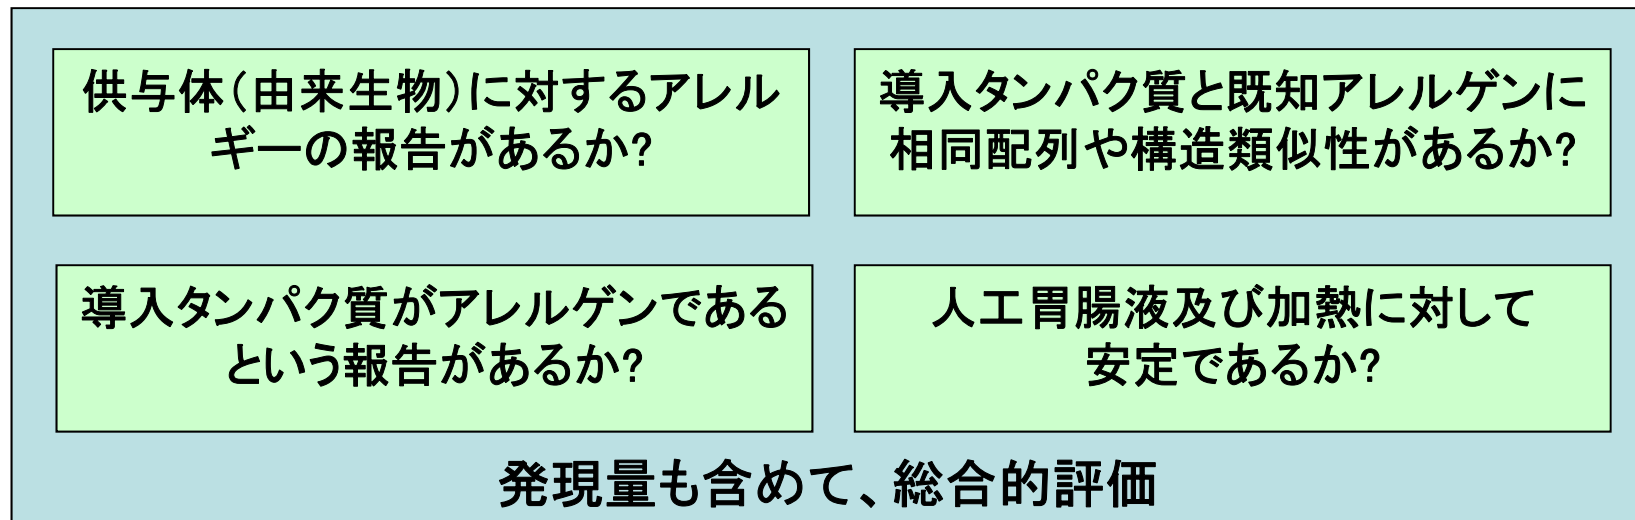 供与体（由来生物）に対するアレル
ギーの報告があるか?
導入タンパク質と既知アレルゲンに
相同配列や構造類似性があるか?
導入タンパク質がアレルゲンである
という報告があるか?
人工胃腸液及び加熱に対して
安定であるか?
発現量も含めて、総合的評価